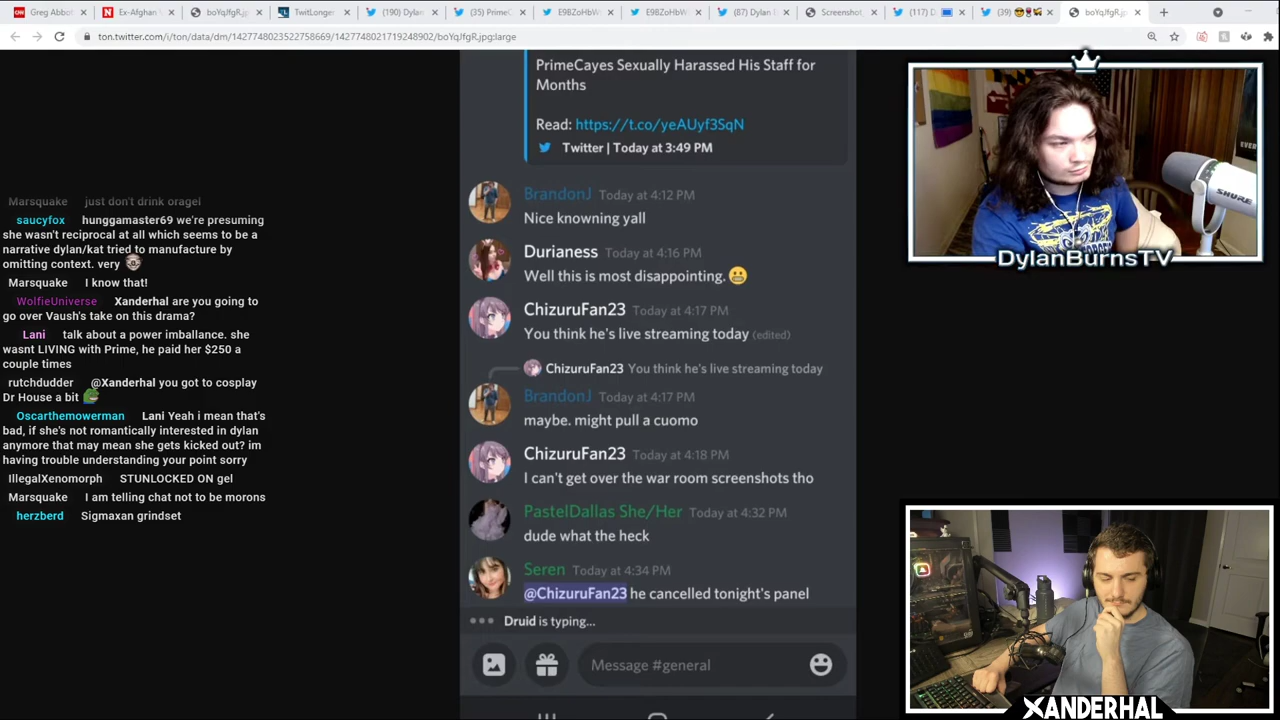 Greg Abbot
Ex-Afghan V
boYqJfgR.jp
TwitLonger
(190) Dylan
(35) PrimeC
E9BZoHbW
E9BZoHbW
(87) Dylan
Screenshot_
(117) D
(39)
boYqJfgR.jp
ton.twitter.com/i/ton/data/dm/1427748023522758669/1427748021719248902/boYqJfgR.jpg:large
PrimeCayes Sexually Harassed His Staff for
Months
Read: https://t.co/yeAUyf3SqN
Twitter | Today at 3:49 PM
BrandonJ Today at 4:12 PM
Nice knowning yall
Durianess Today at 4:16 PM
Well this is most disappointing. 😬
ChizuruFan23 Today at 4:17 PM
You think he's live streaming today (edited)
ChizuruFan23 You think he's live streaming today
BrandonJ Today at 4:17 PM
maybe. might pull a cuomo
ChizuruFan23 Today at 4:18 PM
I can't get over the war room screenshots tho
PastelDallas She/Her Today at 4:32 PM
dude what the heck
Seren Today at 4:34 PM
@ChizuruFan23 he cancelled tonight's panel
Druid is typing...
Message #general
Marsquake just don't drink oragel
saucyfox hunggamaster69 we're presuming
she wasn't reciprocal at all which seems to be a
narrative dylan/kat tried to manufacture by
omitting context. very
Marsquake I know that!
WolfieUniverse Xanderhal are you going to
go over Vaush's take on this drama?
Lani talk about a power imballance. she
wasnt LIVING with Prime, he paid her $250 a
couple times
rutchdudder @Xanderhal you got to cosplay
Dr House a bit
Oscarthemowerman Lani Yeah i mean that's
bad, if she's not romantically interested in dylan
anymore that may mean she gets kicked out? im
having trouble understanding your point sorry
IllegalXenomorph STUNLOCKED ON gel
Marsquake I am telling chat not to be morons
herzberd Sigmaxan grindset
SHURE
DylanBurnsTV
XANDERHAL